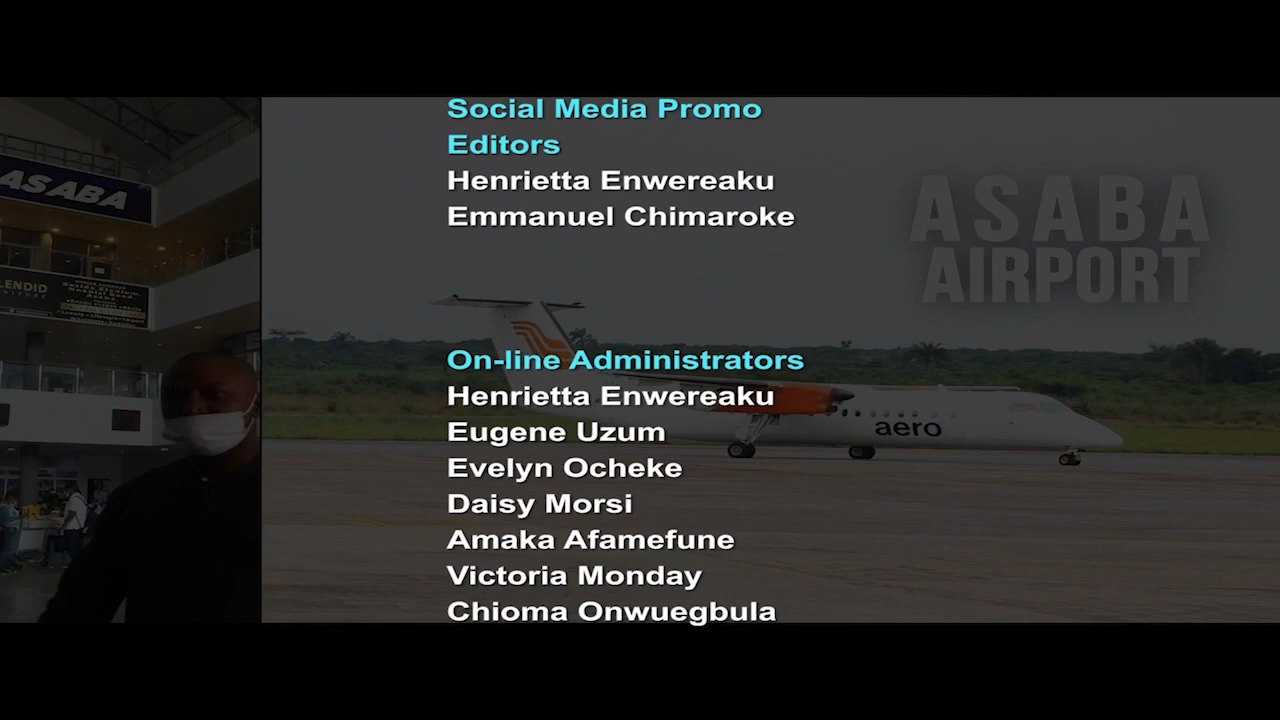 Social Media Promo
Editors
Henrietta Enwereaku
Emmanuel Chimaroke
ASABA
AIRPORT
ASABA
On-line Administrators
Henrietta Enwereaku
Eugene Uzum
Evelyn Ocheke
Daisy Morsi
Amaka Afamefune
Victoria Monday
Chioma Onwuegbula
aero